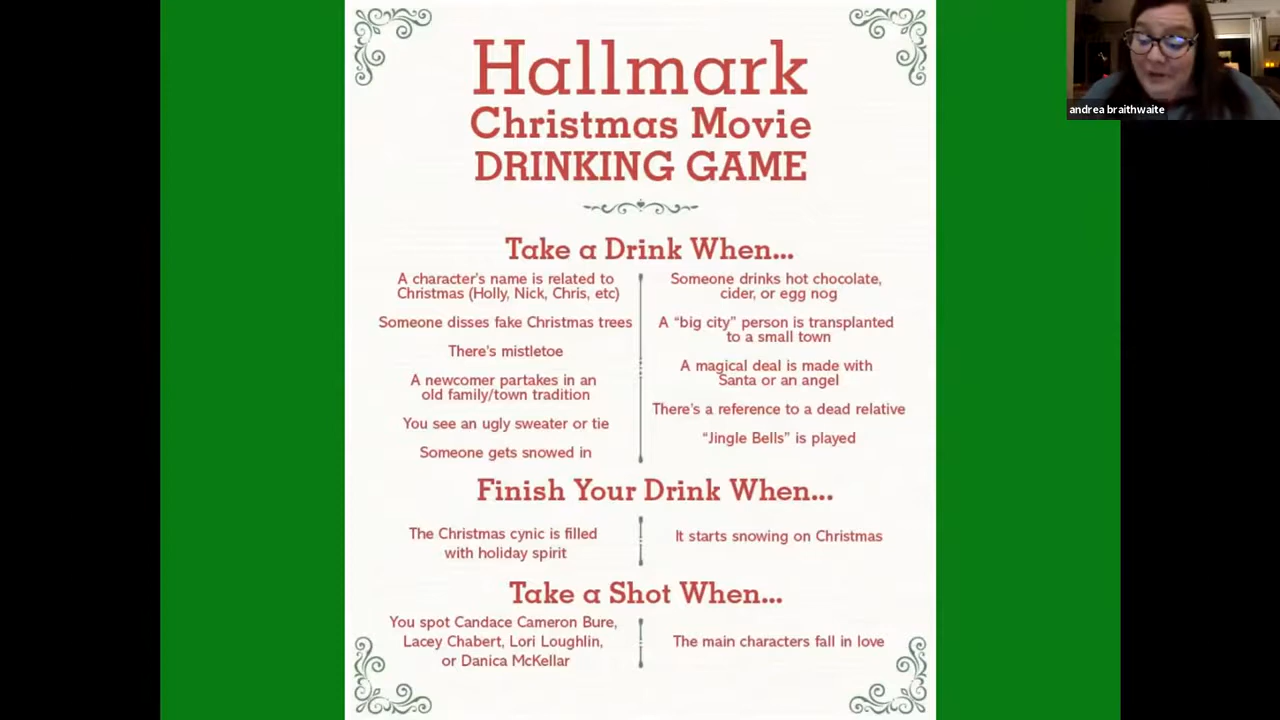 Hallmark
Christmas Movie
DRINKING GAME
Take a Drink When...
A character's name is related to
Christmas (Holly, Nick, Chris, etc)
Someone disses fake Christmas trees
There's mistletoe
A newcomer partakes in an
old family/town tradition
You see an ugly sweater or tie
Someone gets snowed in
Someone drinks hot chocolate,
cider, or egg nog
A “big city” person is transplanted
to a small town
A magical deal is made with
Santa or an angel
There's a reference to a dead relative
“Jingle Bells” is played
Finish Your Drink When...
The Christmas cynic is filled
with holiday spirit
It starts snowing on Christmas
Take a Shot When...
You spot Candace Cameron Bure,
Lacey Chabert, Lori Loughlin,
or Danica McKellar
The main characters fall in love
andrea braithwaite